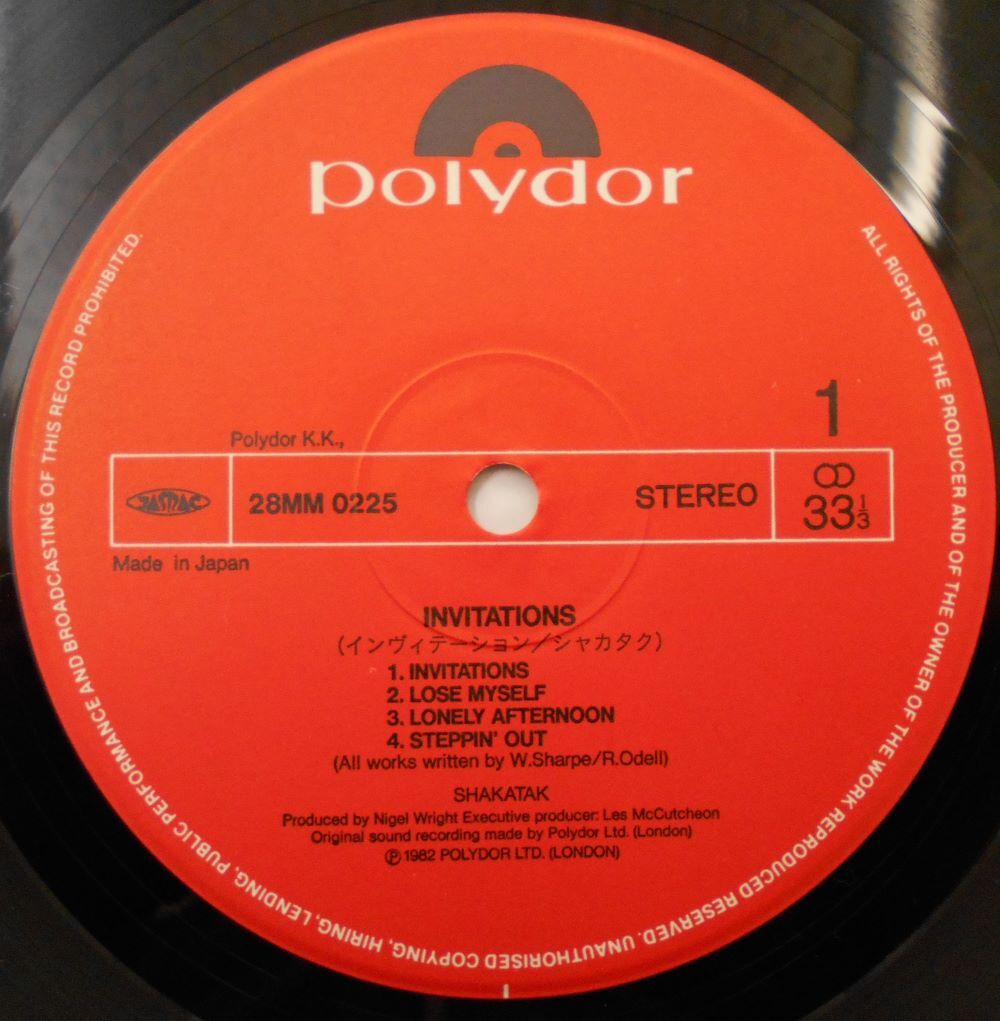 polydor
1
Polydor K.K.,
28MM 0225
STEREO
33 1/3
Made in Japan
INVITATIONS
(インヴィテーション/シャカタク)
1. INVITATIONS
2. LOSE MYSELF
3. LONELY AFTERNOON
4. STEPPIN' OUT
(All works written by W.Sharpe/R.Odell)
SHAKATAK
Produced by Nigel Wright Executive producer: Les McCutcheon
Original sound recording made by Polydor Ltd. (London)
Ⓟ 1982 POLYDOR LTD. (LONDON)
ALL RIGHTS OF THE PRODUCER AND OF THE OWNER OF THE WORK REPRODUCED RESERVED. UNAUTHORISED COPYING, HIRING, LENDING, PUBLIC PERFORMANCE AND BROADCASTING OF THIS RECORD PROHIBITED.